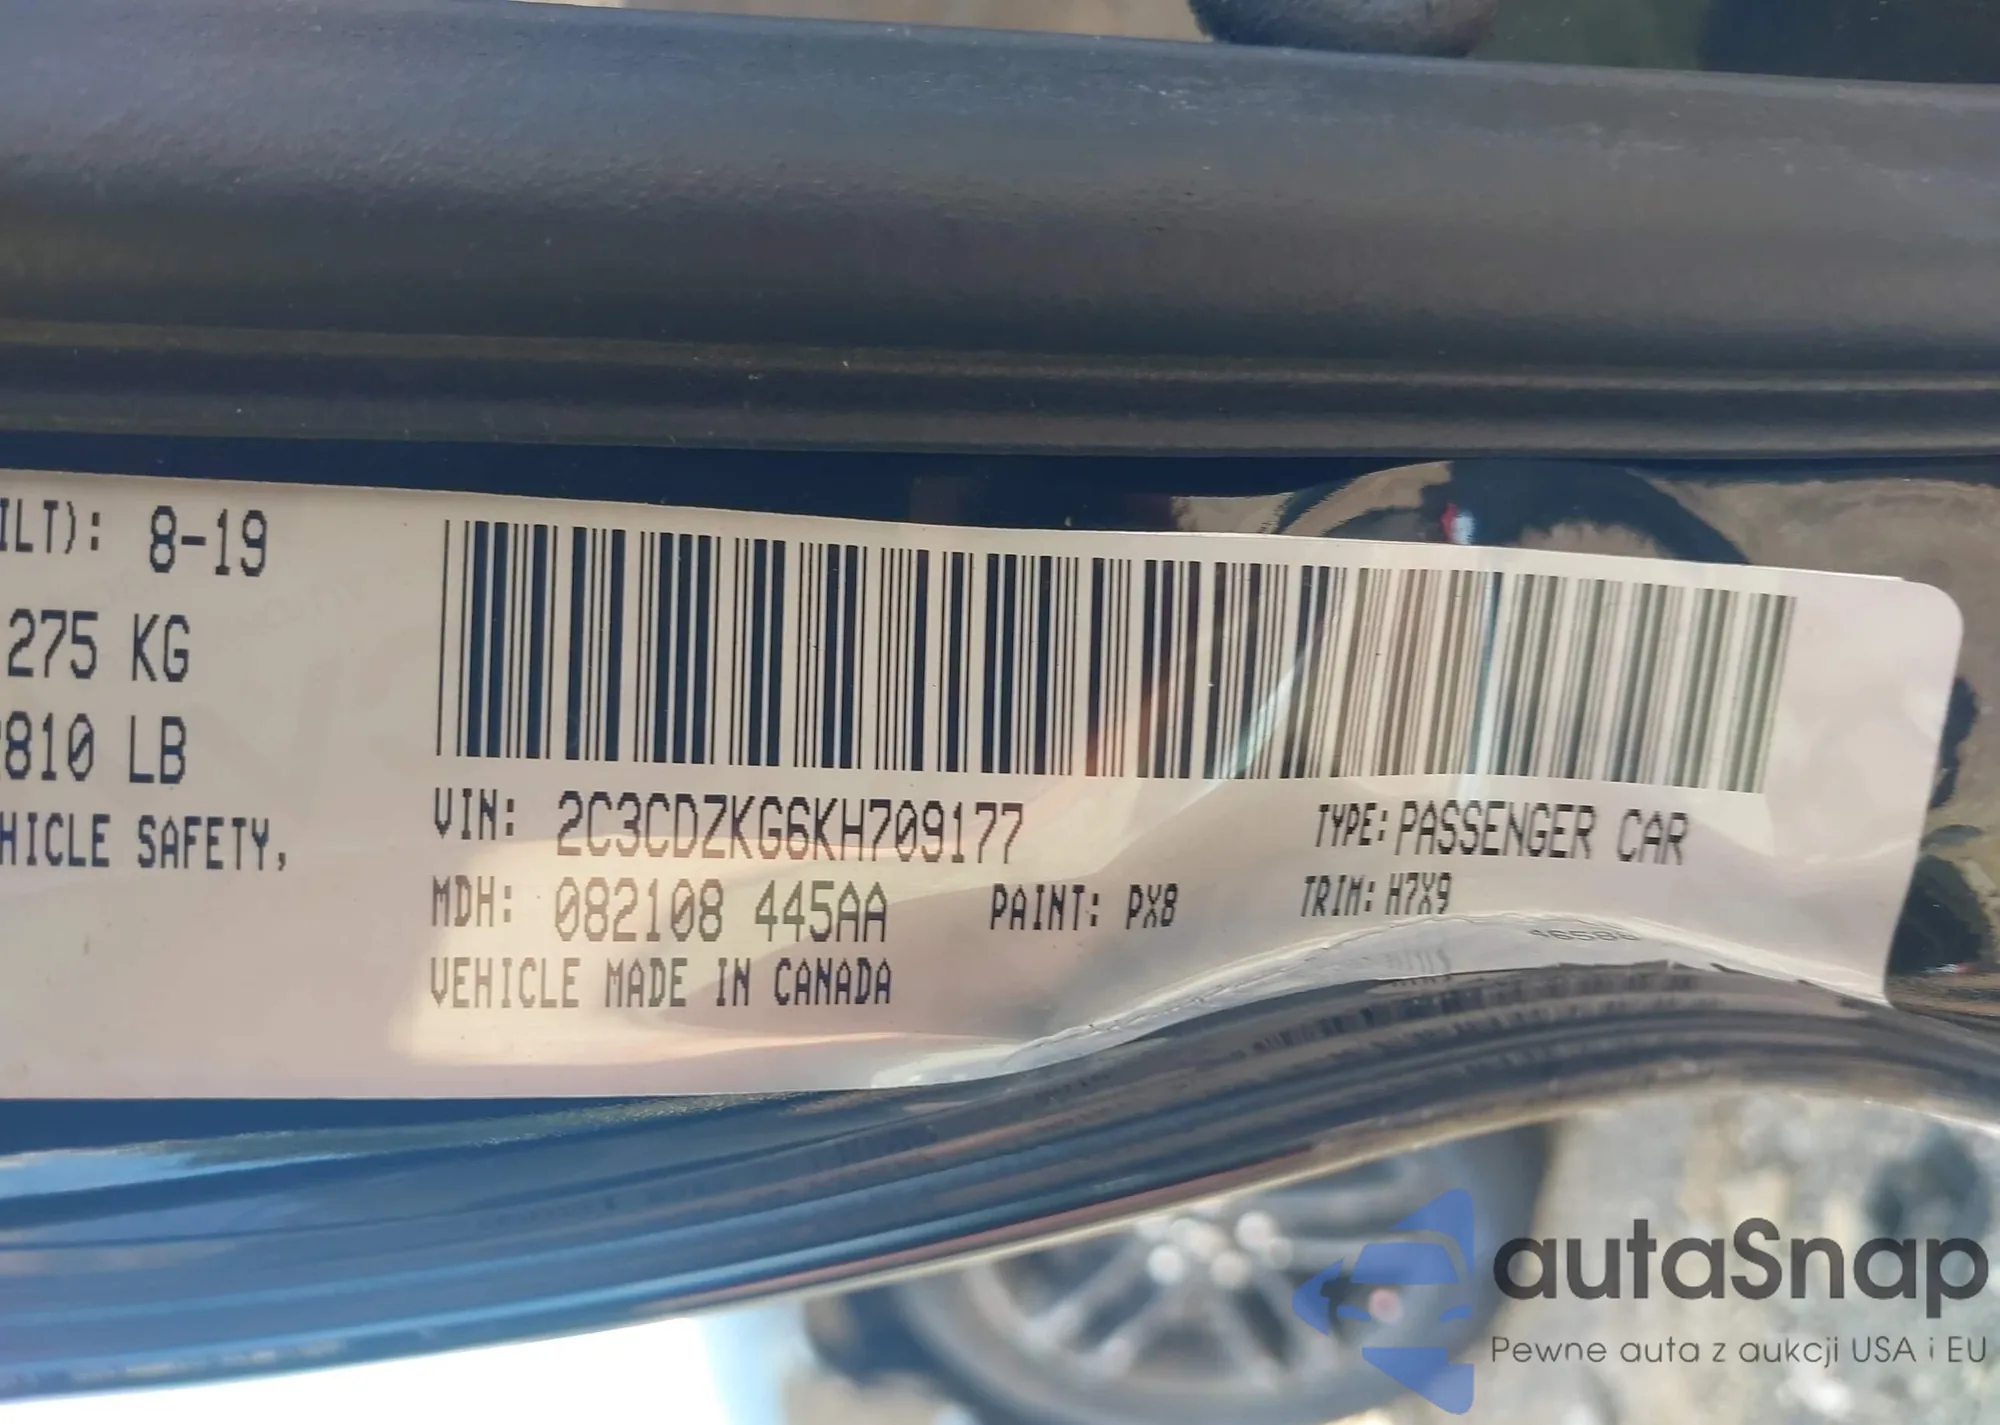 ILT): 8-19
275 KG
810 LB
HICLE SAFETY,
VIN: 2C3CDZKG6KH709177
TYPE: PASSENGER CAR
MDH: 082108 445AA
PAINT: PX8
TRIM: H7X9
VEHICLE MADE IN CANADA
autaSnap
Pewne auta z aukcji USA i EU